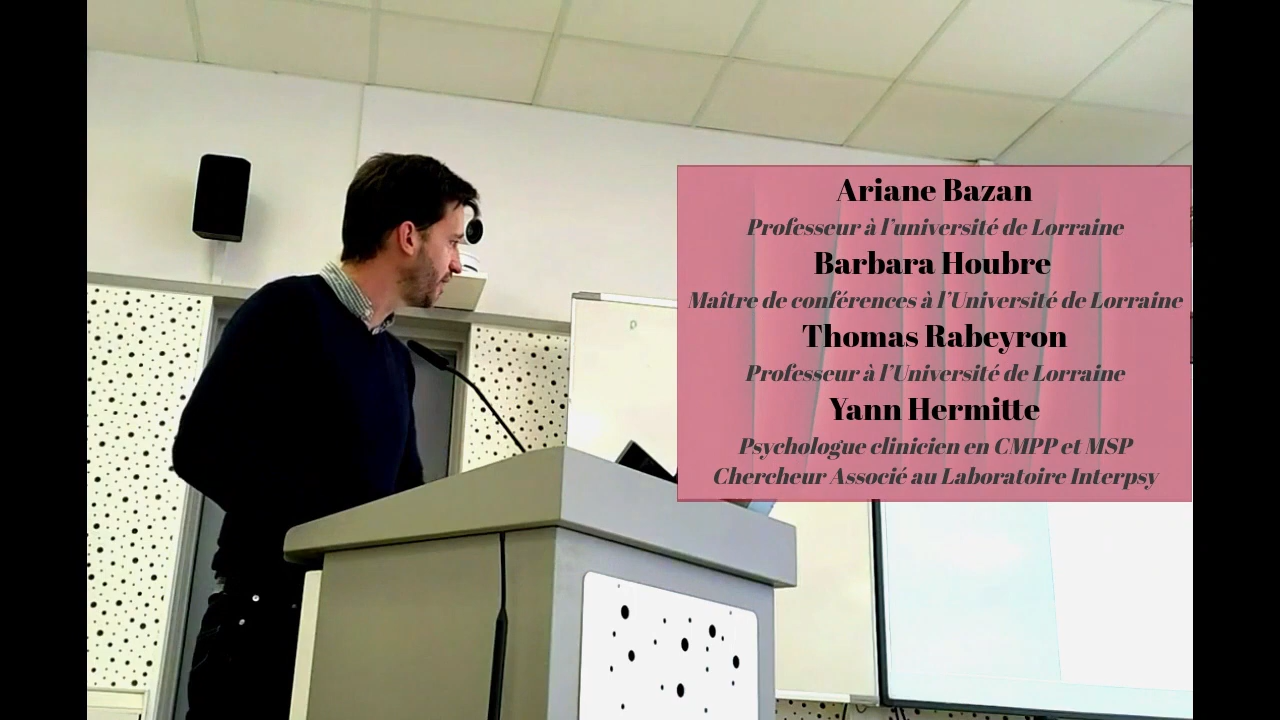 Ariane Bazan
Professeur à l'université de Lorraine
Barbara Houbre
Maître de conférences à l'Université de Lorraine
Thomas Rabeyron
Professeur à l'Université de Lorraine
Yann Hermitte
Psychologue clinicien en CMPP et MSP
Chercheur Associé au Laboratoire Interpsy